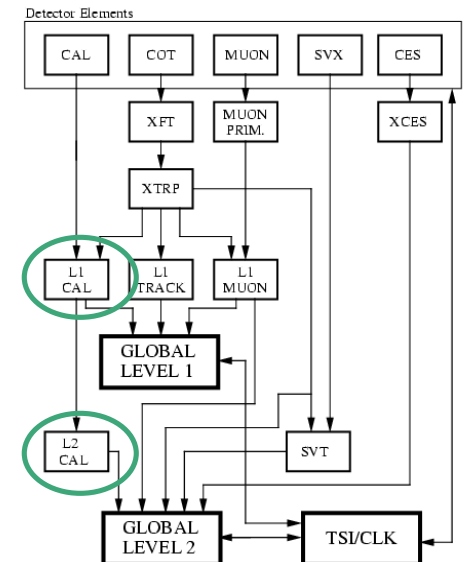 Detector Elements
CAL
COT
MUON
SVX
CES
XFT
MUON
PRIM.
XCES
XTRP
L1
CAL
L1
TRACK
L1
MUON
GLOBAL
LEVEL 1
L2
CAL
SVT
GLOBAL
LEVEL 2
TSI/CLK